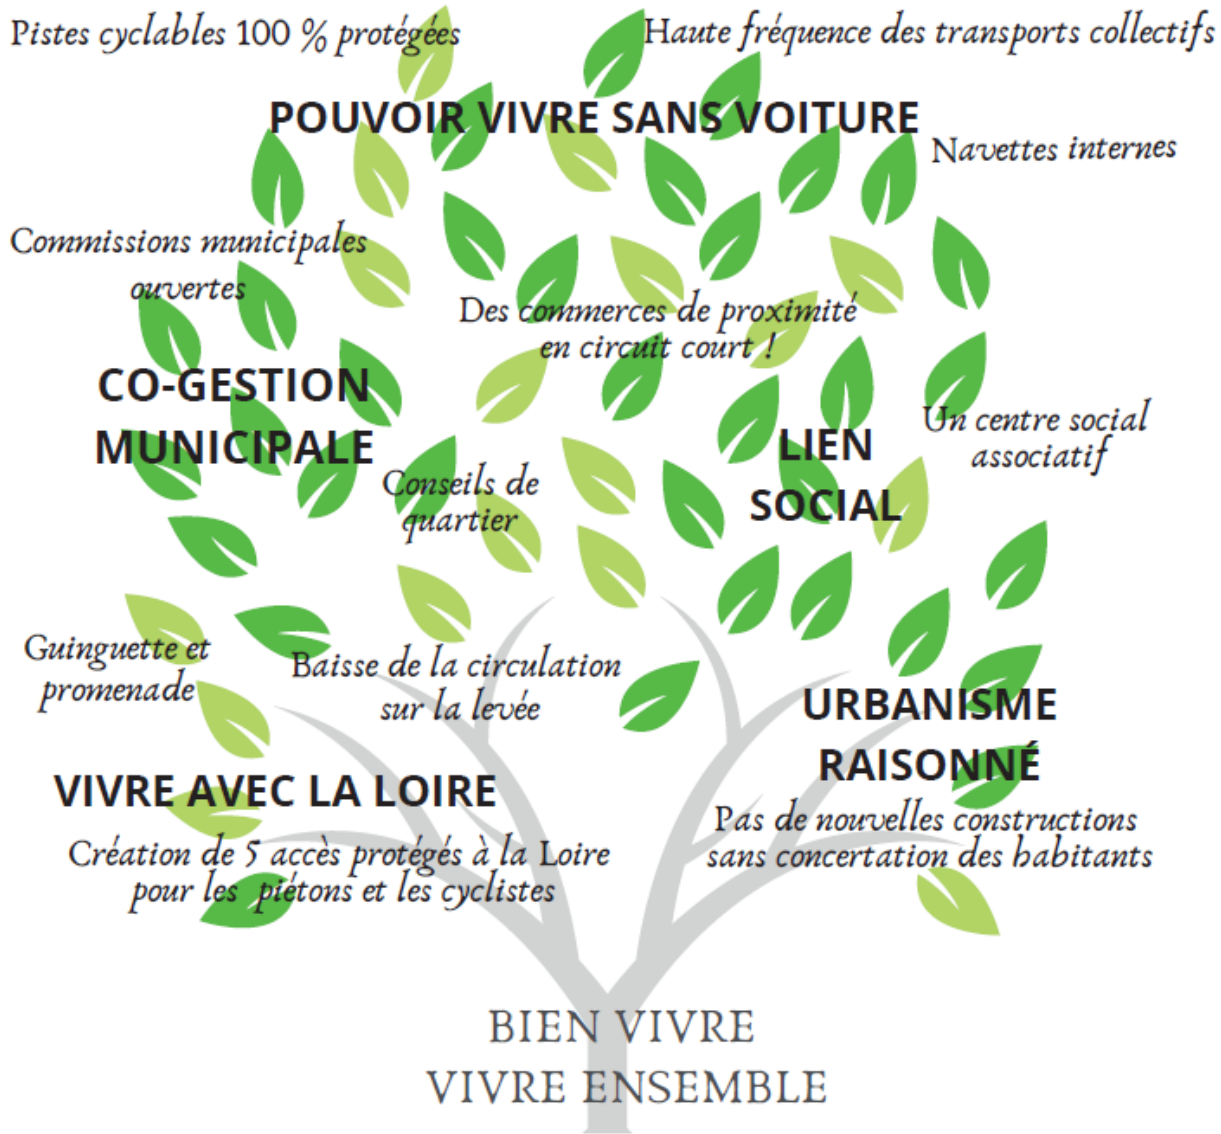 Pistes cyclables 100 % protégées
Haute fréquence des transports collectifs
POUVOIR VIVRE SANS VOITURE
Navettes internes
Commissions municipales
ouvertes
Des commerces de proximité
en circuit court !
CO-GESTION
MUNICIPALE
Un centre social
associatif
LIEN
SOCIAL
Conseils de
quartier
Guinguette et
promenade
Baisse de la circulation
sur la levée
URBANISME
RAISONNÉ
VIVRE AVEC LA LOIRE
Pas de nouvelles constructions
sans concertation des habitants
Création de 5 accès protégés à la Loire
pour les piétons et les cyclistes
BIEN VIVRE
VIVRE ENSEMBLE